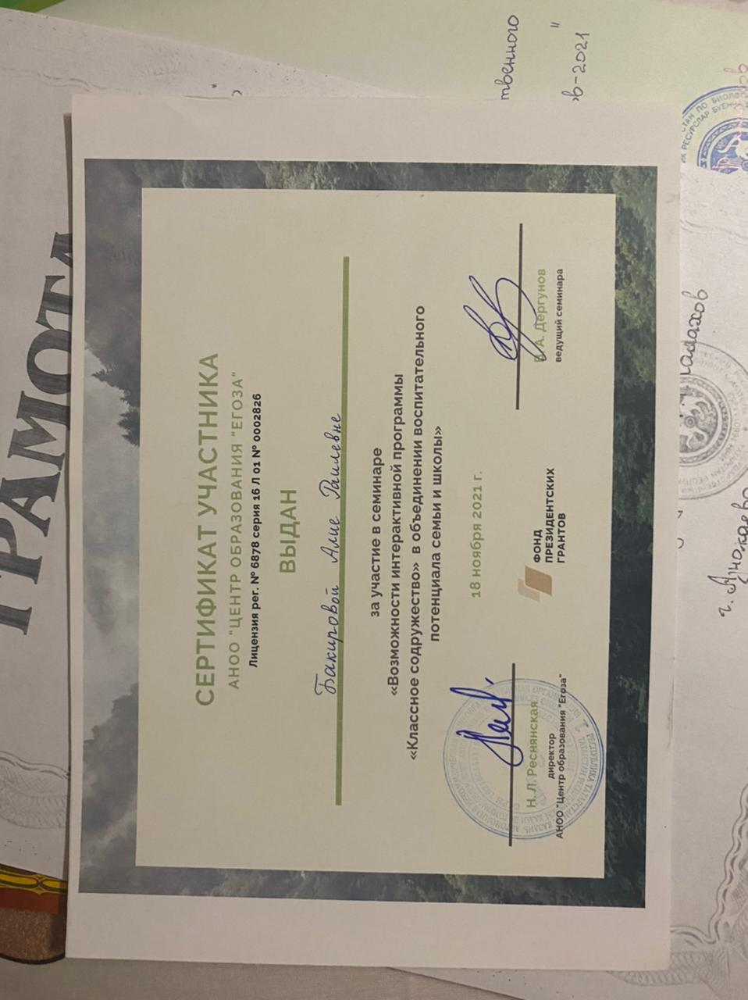 СЕРТИФИКАТ УЧАСТНИКА
АНОО "ЦЕНТР ОБРАЗОВАНИЯ "ЕГОЗА"
Лицензия рег. № 6878 серия 16 Л 01 № 0002826
ВЫДАН
Бакировой Алие Раилевне
за участие в семинаре
«Возможности интерактивной программы
«Классное содружество» в объединении воспитательного
потенциала семьи и школы»
18 ноября 2021 г.
Н. Л. Реснянская
директор
АНОО "Центр образования "Егоза"
ФОНД
ПРЕЗИДЕНТСКИХ
ГРАНТОВ
А. Дергунов
ведущий семинара
ГРАМОТА
твенного
в-2021"